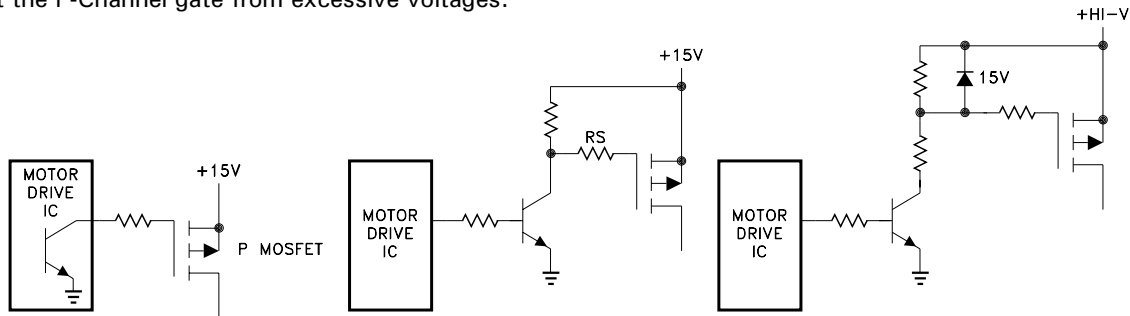 t the P-Channel gate from excessive voltages.
+HI-V
+15V
15V
RS
MOTOR
DRIVE
IC
+15V
P MOSFET
MOTOR
DRIVE
IC
MOTOR
DRIVE
IC